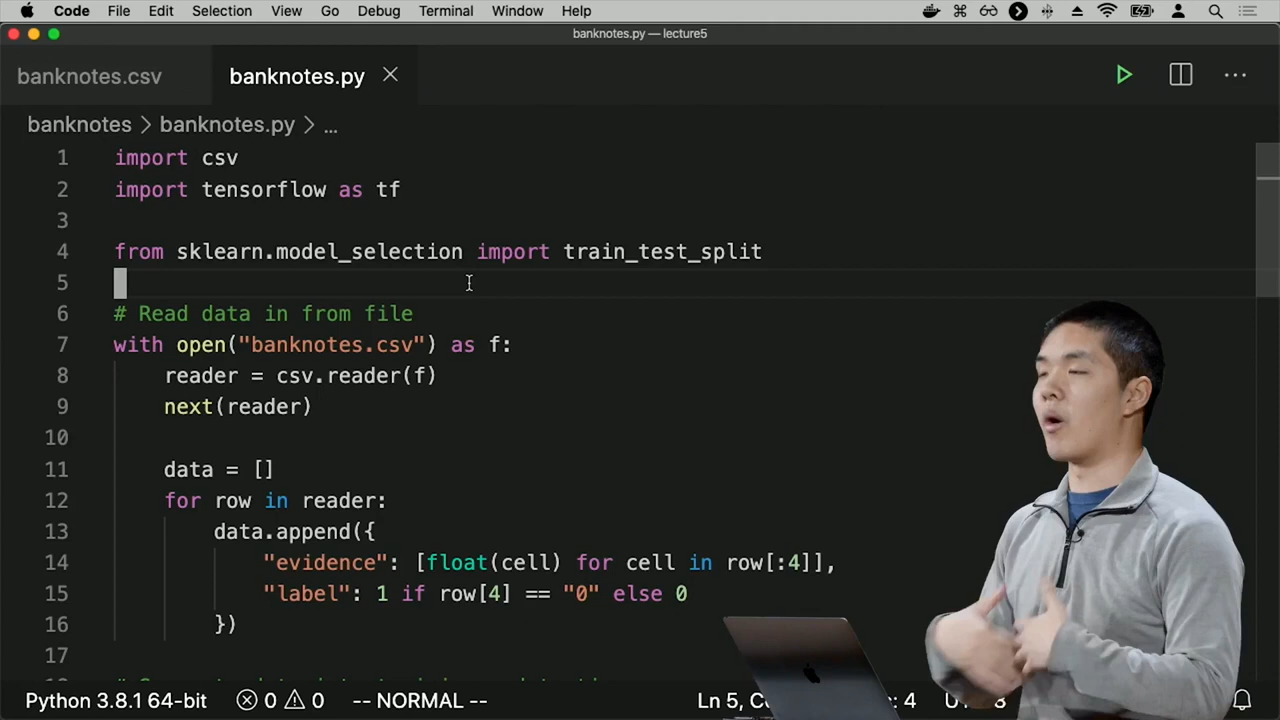 Code File Edit Selection View Go Debug Terminal Window Help
banknotes.py — lecture5
banknotes.csv banknotes.py
banknotes > banknotes.py > ...
1 import csv
2 import tensorflow as tf
3
4 from sklearn.model_selection import train_test_split
5
6 # Read data in from file
7 with open("banknotes.csv") as f:
8 reader = csv.reader(f)
9 next(reader)
10
11 data = []
12 for row in reader:
13 data.append({
14 "evidence": [float(cell) for cell in row[:4]],
15 "label": 1 if row[4] == "0" else 0
16 })
17
Python 3.8.1 64-bit 0 0 -- NORMAL -- Ln 5, : 4